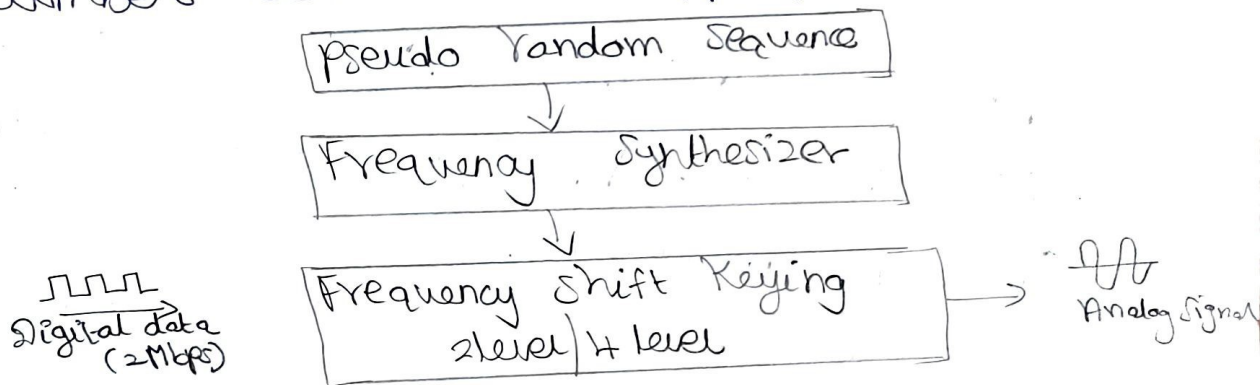 Pseudo random Sequence
Frequency Synthesizer
Frequency Shift Keying
2level/4 level
Digital data
(2Mbps)
Analog Signal